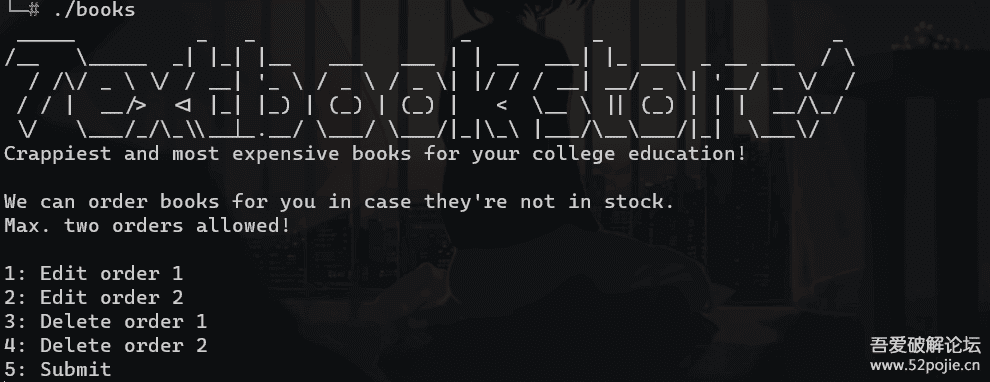 └─# ./books
Textbookstore!
Crappiest and most expensive books for your college education!
We can order books for you in case they're not in stock.
Max. two orders allowed!
1: Edit order 1
2: Edit order 2
3: Delete order 1
4: Delete order 2
5: Submit
吾爱破解论坛
www.52pojie.cn